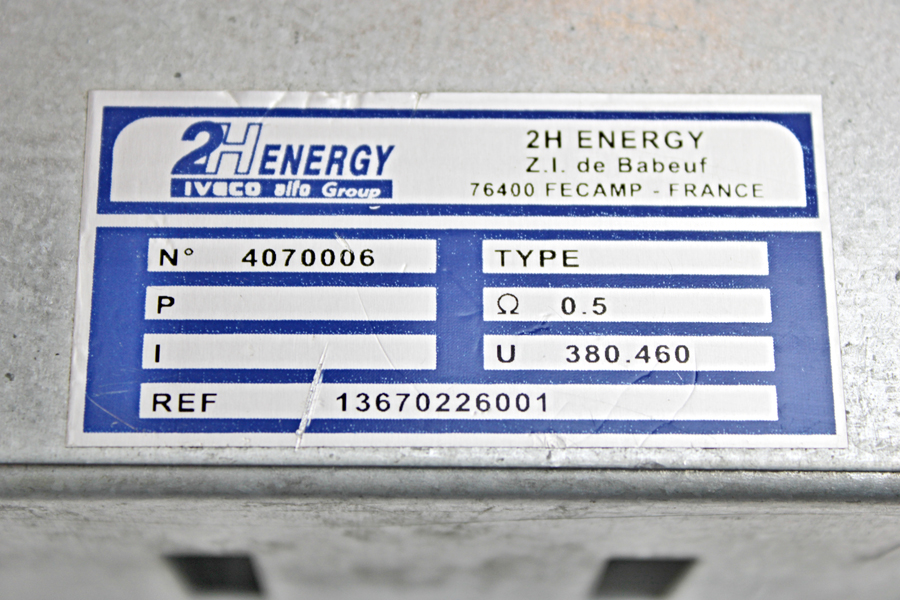 2H ENERGY
IVECO aifo Group
2H ENERGY
Z.I. de Babeuf
76400 FECAMP - FRANCE
N° 4070006
TYPE
P
Ω 0.5
I
U 380.460
REF 13670226001